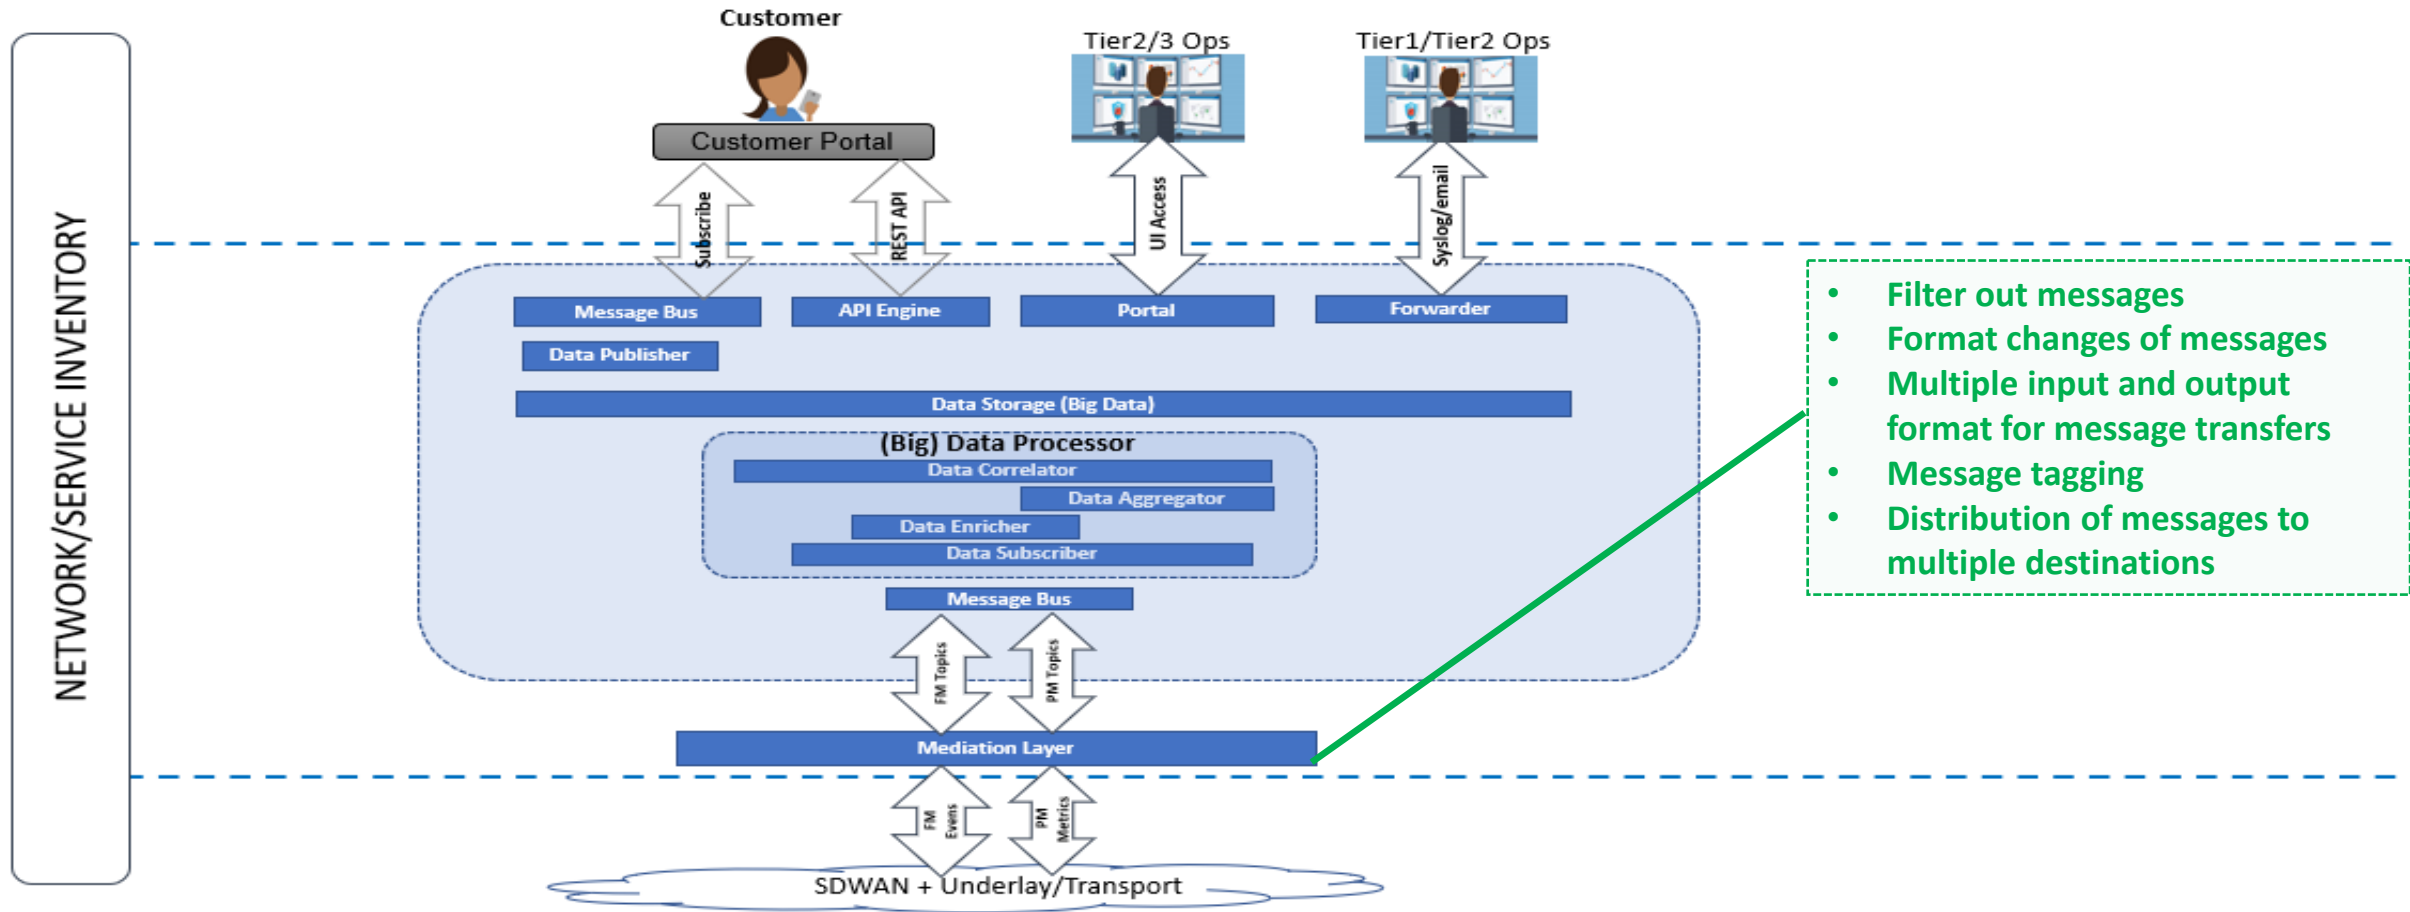 Customer
Tier2/3 Ops
Tier1/Tier2 Ops
Customer Portal
Subscribe
REST API
UI Access
Syslog/email
NETWORK/SERVICE INVENTORY
Message Bus
API Engine
Portal
Forwarder
Data Publisher
Data Storage (Big Data)
(Big) Data Processor
Data Correlator
Data Aggregator
Data Enricher
Data Subscriber
Message Bus
FM Topics
PM Topics
Mediation Layer
FM
Evens
PM
Metrics
SDWAN + Underlay/Transport
• Filter out messages
• Format changes of messages
• Multiple input and output
format for message transfers
• Message tagging
• Distribution of messages to
multiple destinations